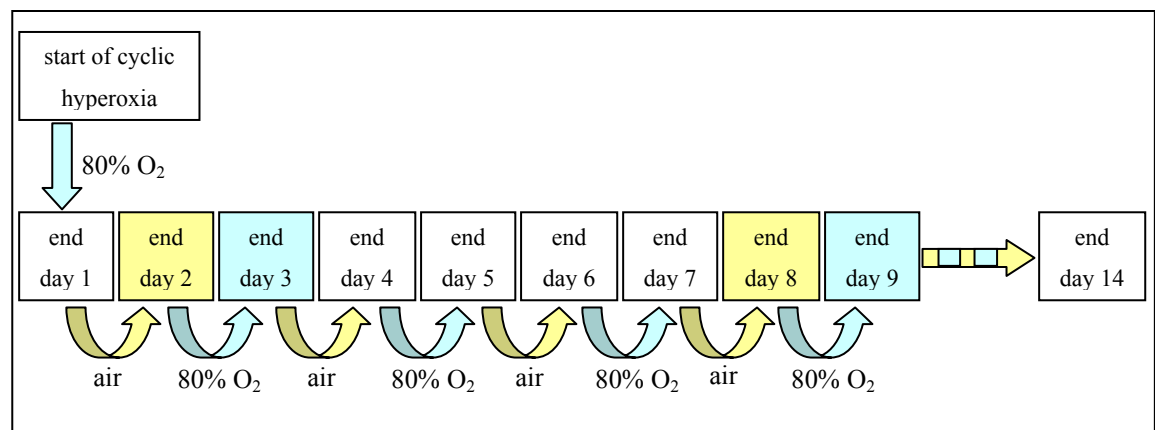 start of cyclic
hyperoxia
80% O₂
end
day 1
end
day 2
end
day 3
end
day 4
end
day 5
end
day 6
end
day 7
end
day 8
end
day 9
end
day 14
air
80% O₂
air
80% O₂
air
80% O₂
air
80% O₂